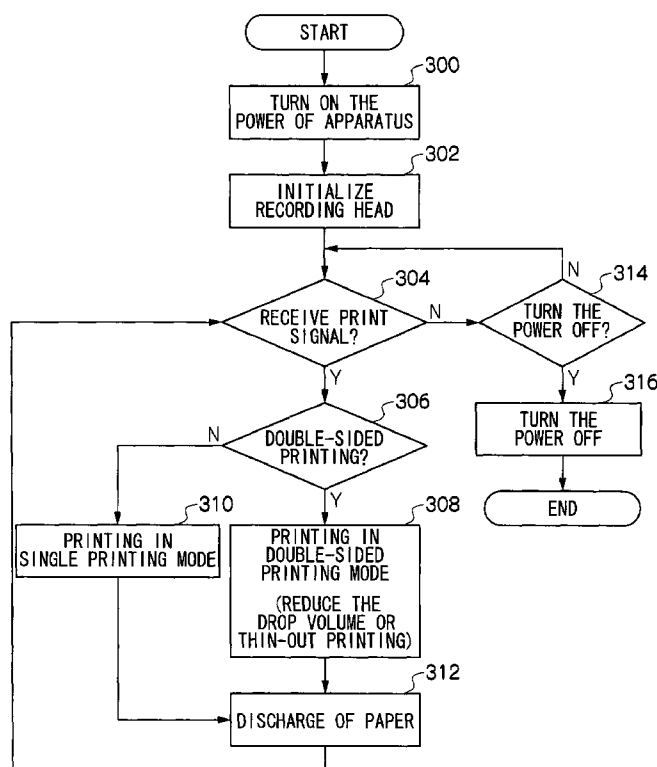 START
300
TURN ON THE
POWER OF APPARATUS
302
INITIALIZE
RECORDING HEAD
304
RECEIVE PRINT
SIGNAL?
N
Y
N
314
TURN THE
POWER OFF?
Y
316
TURN THE
POWER OFF
END
306
DOUBLE-SIDED
PRINTING?
N
Y
310
PRINTING IN
SINGLE PRINTING MODE
308
PRINTING IN
DOUBLE-SIDED
PRINTING MODE
(REDUCE THE
DROP VOLUME OR
THIN-OUT PRINTING)
312
DISCHARGE OF PAPER